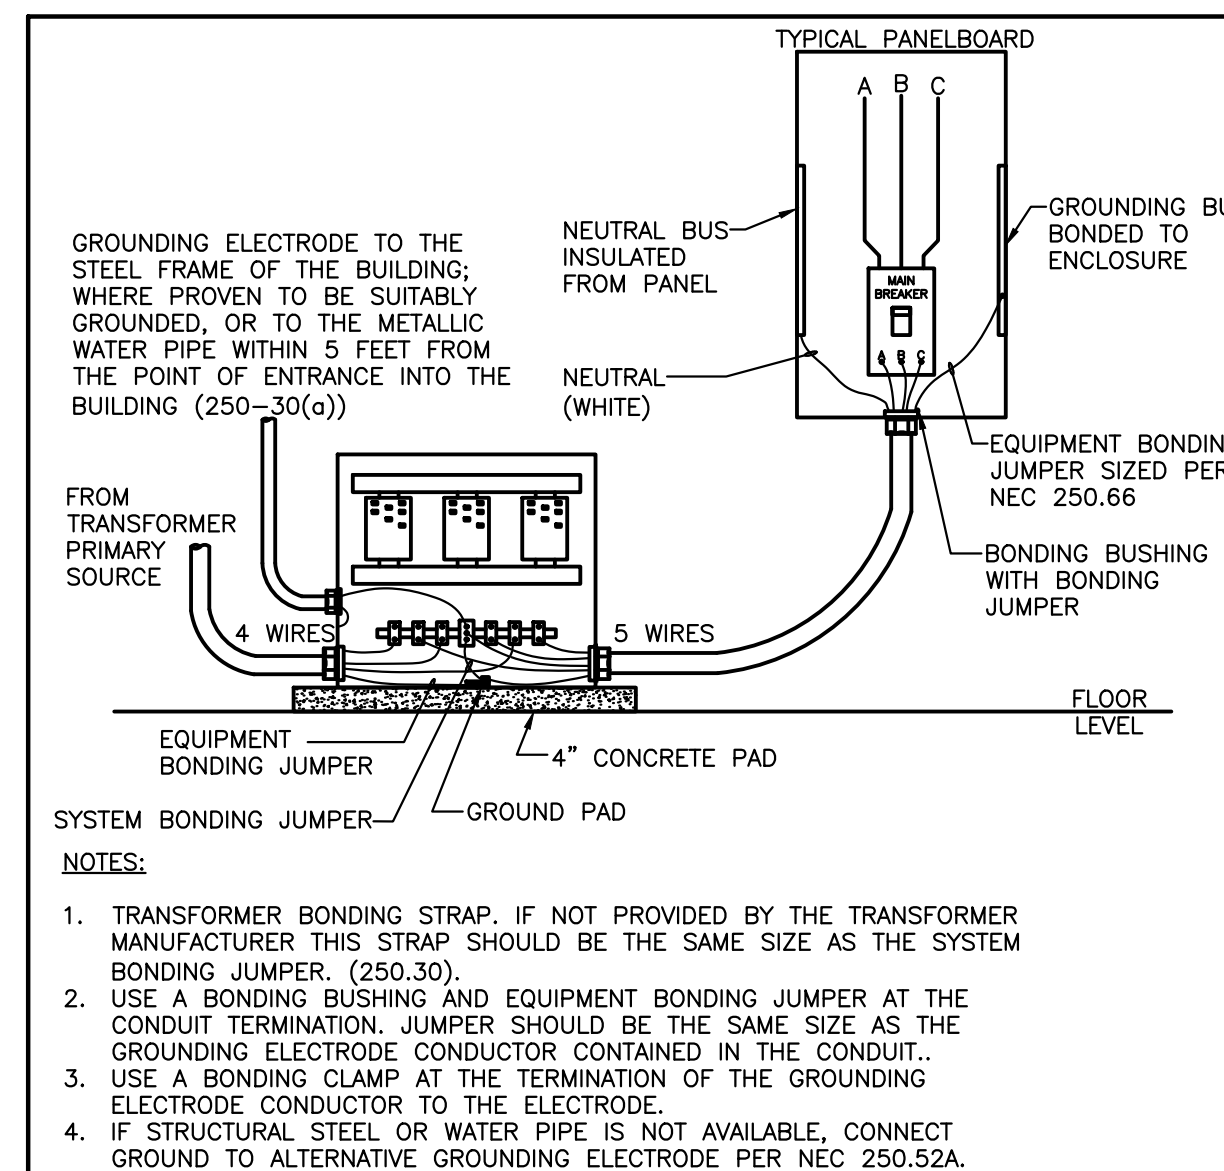 TYPICAL PANELBOARD
A B C
GROUNDING ELECTRODE TO THE
STEEL FRAME OF THE BUILDING;
WHERE PROVEN TO BE SUITABLY
GROUNDED, OR TO THE METALLIC
WATER PIPE WITHIN 5 FEET FROM
THE POINT OF ENTRANCE INTO THE
BUILDING (250-30(a))
NEUTRAL BUS
INSULATED
FROM PANEL
GROUNDING
BONDED TO
ENCLOSURE
MAIN
BREAKER
A B C
NEUTRAL
(WHITE)
EQUIPMENT
JUMPER SIZED PER
NEC 250.66
FROM
TRANSFORMER
PRIMARY
SOURCE
BONDING BUSHING
WITH BONDING
JUMPER
4 WIRES
5 WIRES
FLOOR
LEVEL
EQUIPMENT
BONDING JUMPER
4" CONCRETE PAD
SYSTEM BONDING JUMPER
GROUND PAD
NOTES:
1. TRANSFORMER BONDING STRAP. IF NOT PROVIDED BY THE TRANSFORMER
MANUFACTURER THIS STRAP SHOULD BE THE SAME SIZE AS THE SYSTEM
BONDING JUMPER. (250.30).
2. USE A BONDING BUSHING AND EQUIPMENT BONDING JUMPER AT THE
CONDUIT TERMINATION. JUMPER SHOULD BE THE SAME SIZE AS THE
GROUNDING ELECTRODE CONDUCTOR CONTAINED IN THE CONDUIT..
3. USE A BONDING CLAMP AT THE TERMINATION OF THE GROUNDING
ELECTRODE CONDUCTOR TO THE ELECTRODE.
4. IF STRUCTURAL STEEL OR WATER PIPE IS NOT AVAILABLE, CONNECT
GROUND TO ALTERNATIVE GROUNDING ELECTRODE PER NEC 250.52A.